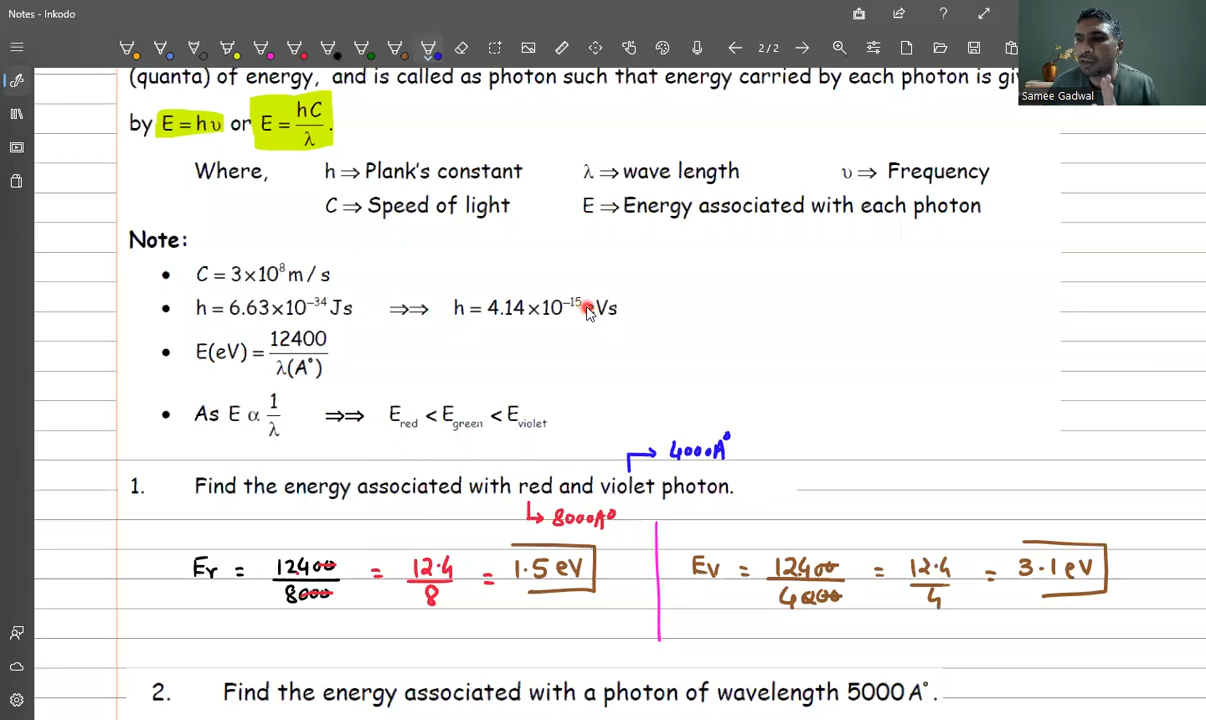 Notes - Inkodo
2/2
Samee Gadwal
(quanta) of energy, and is called as photon such that energy carried by each photon is gi
by E = hυ or E = hC/λ.
Where, h ⇒ Plank's constant λ ⇒ wave length υ ⇒ Frequency
C ⇒ Speed of light E ⇒ Energy associated with each photon
Note:
• C = 3×10⁸ m / s
• h = 6.63×10⁻³⁴ Js ⇒⇒ h = 4.14×10⁻¹⁵ Vs
• E(eV) = 12400/λ(A°)
• As E α 1/λ ⇒⇒ E_red < E_green < E_violet
→ 4000A°
1. Find the energy associated with red and violet photon.
↳ 8000A°
Er = 12400/8000 = 12.4/8 = 1.5 eV
Ev = 12400/4000 = 12.4/4 = 3.1 eV
2. Find the energy associated with a photon of wavelength 5000 A°.